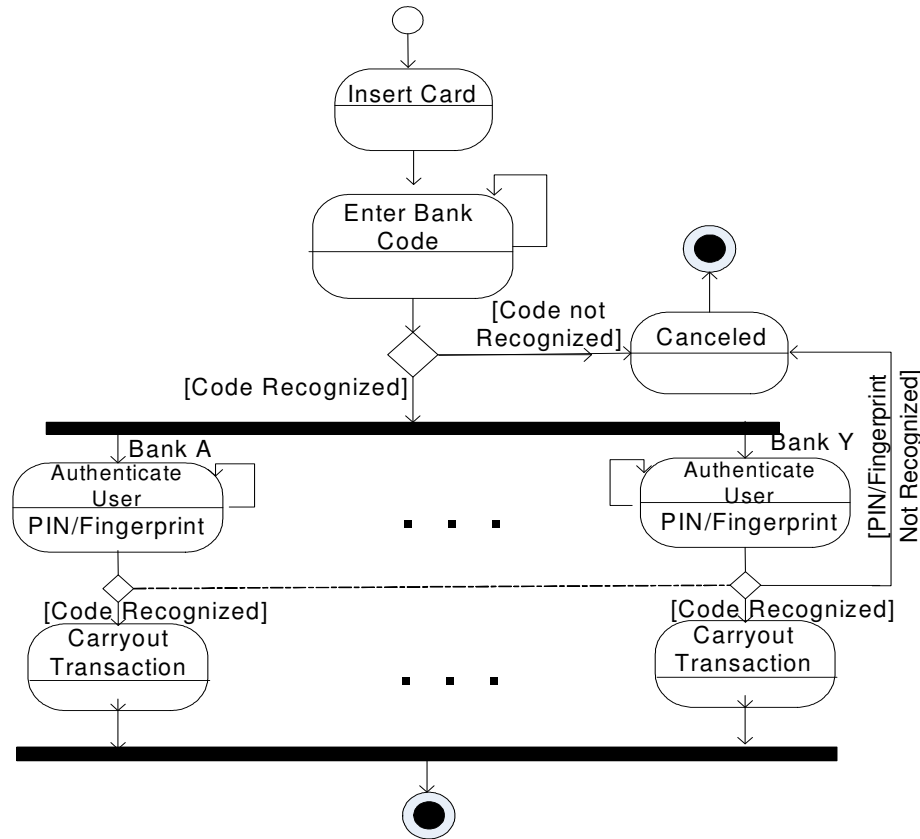 Insert Card
Enter Bank
Code
[Code not
Recognized]
Canceled
[Code Recognized]
[PIN/Fingerprint
Not Recognized]
Bank A
Bank Y
Authenticate
User
PIN/Fingerprint
Authenticate
User
PIN/Fingerprint
[Code Recognized]
[Code Recognized]
Carryout
Transaction
Carryout
Transaction